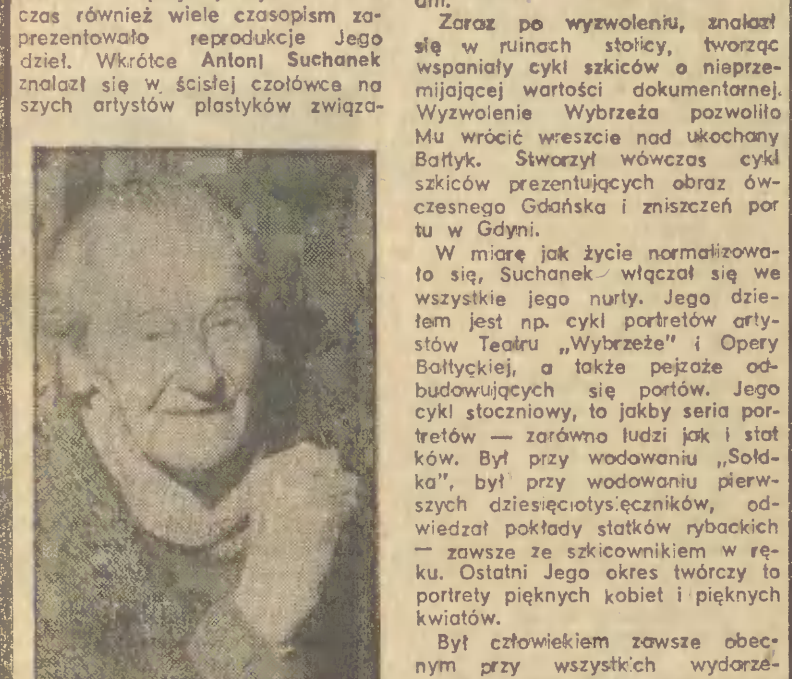 czas również wiele czasopism za-
prezentowało reprodukcje Jego
dzieł. Wkrótce Antoni Suchanek
znalazł się w ścisłej czołówce na
szych artystów plastyków związa-
Zaraz po wyzwoleniu, znalazł
się w ruinach stolicy, tworząc
wspaniały cykl szkiców o nieprze-
mijającej wartości dokumentarnej.
Wyzwolenie Wybrzeża pozwoliło
Mu wrócić wreszcie nad ukochany
Bałtyk. Stworzył wówczas cykl
szkiców prezentujących obraz ów-
czesnego Gdańska i zniszczeń por
tu w Gdyni.
W miarę jak życie normalizowa-
ło się, Suchanek włączał się we
wszystkie jego nurty. Jego dzie-
łem jest np. cykl portretów arty-
stów Teatru „Wybrzeże" i Opery
Bałtyckiej, a także pejzaże od-
budowujących się portów. Jego
cykl stoczniowy, to jakby seria por-
tretów — zarówno ludzi jak i stat
ków. Był przy wodowaniu „Sołd-
ka", był przy wodowaniu pierw-
szych dziesięciotysięczników, od-
wiedzał pokłady statków rybackich
— zawsze ze szkicownikiem w rę-
ku. Ostatni Jego okres twórczy to
portrety pięknych kobiet i pięknych
kwiatów.
Był człowiekiem zawsze obec-
nym przy wszystkich wydarze-